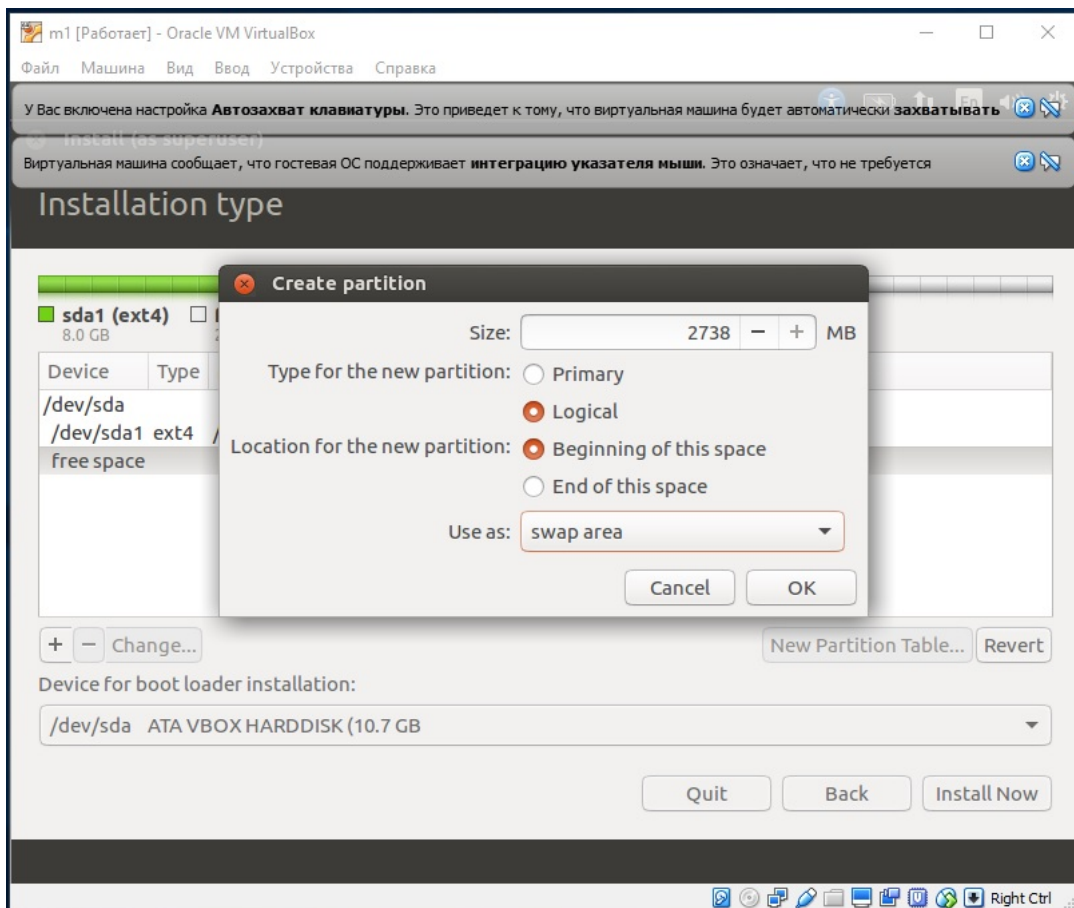 m1 [Работает] - Oracle VM VirtualBox
Файл Машина Вид Ввод Устройства Справка
У Вас включена настройка Автозахват клавиатуры. Это приведет к тому, что виртуальная машина будет автоматически захватывать
Install (as superuser)
Виртуальная машина сообщает, что гостевая ОС поддерживает интеграцию указателя мыши. Это означает, что не требуется
Installation type
Create partition
sda1 (ext4)
8.0 GB
Size: 2738 MB
Device Type
Type for the new partition: Primary
/dev/sda
Logical
/dev/sda1 ext4 /
Location for the new partition: Beginning of this space
free space
End of this space
Use as: swap area
Cancel OK
+ − Change... New Partition Table... Revert
Device for boot loader installation:
/dev/sda ATA VBOX HARDDISK (10.7 GB
Quit Back Install Now
Right Ctrl